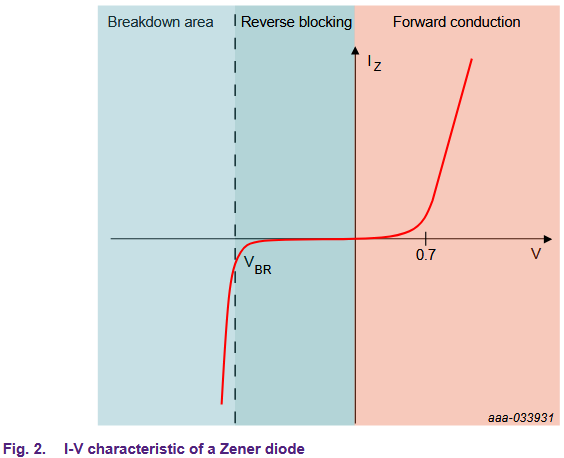 Breakdown area
Reverse blocking
Forward conduction
I Z
V BR
0.7
V
aaa-033931
Fig. 2. I-V characteristic of a Zener diode